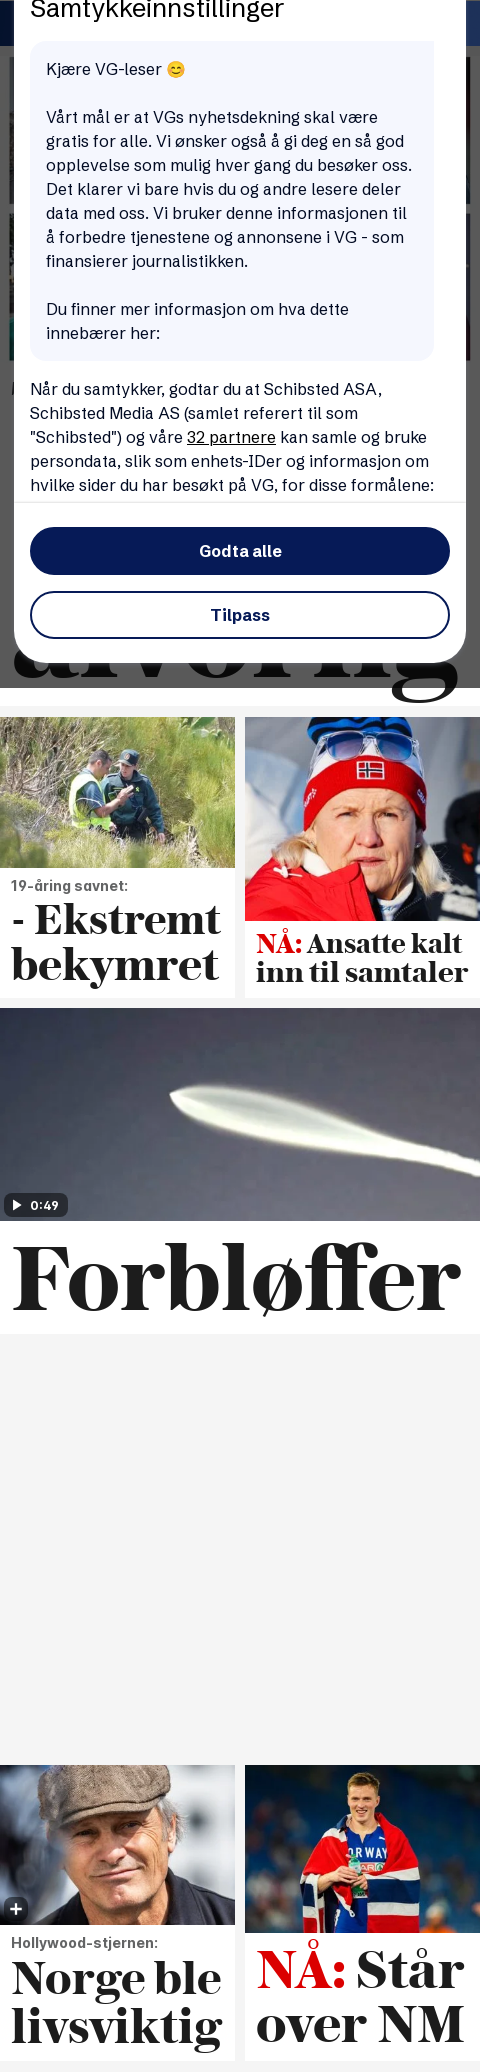 Samtykkeinnstillinger
Kjære VG-leser 😊
Vårt mål er at VGs nyhetsdekning skal være
gratis for alle. Vi ønsker også å gi deg en så god
opplevelse som mulig hver gang du besøker oss.
Det klarer vi bare hvis du og andre lesere deler
data med oss. Vi bruker denne informasjonen til
å forbedre tjenestene og annonsene i VG - som
finansierer journalistikken.
Du finner mer informasjon om hva dette
innebærer her:
Når du samtykker, godtar du at Schibsted ASA,
Schibsted Media AS (samlet referert til som
"Schibsted") og våre 32 partnere kan samle og bruke
persondata, slik som enhets-IDer og informasjon om
hvilke sider du har besøkt på VG, for disse formålene:
Godta alle
Tilpass
19-åring savnet:
- Ekstremt
bekymret
NÅ: Ansatte kalt
inn til samtaler
0:49
Forbløffer
Hollywood-stjernen:
Norge ble
livsviktig
NORWAY
NÅ: Står
over NM